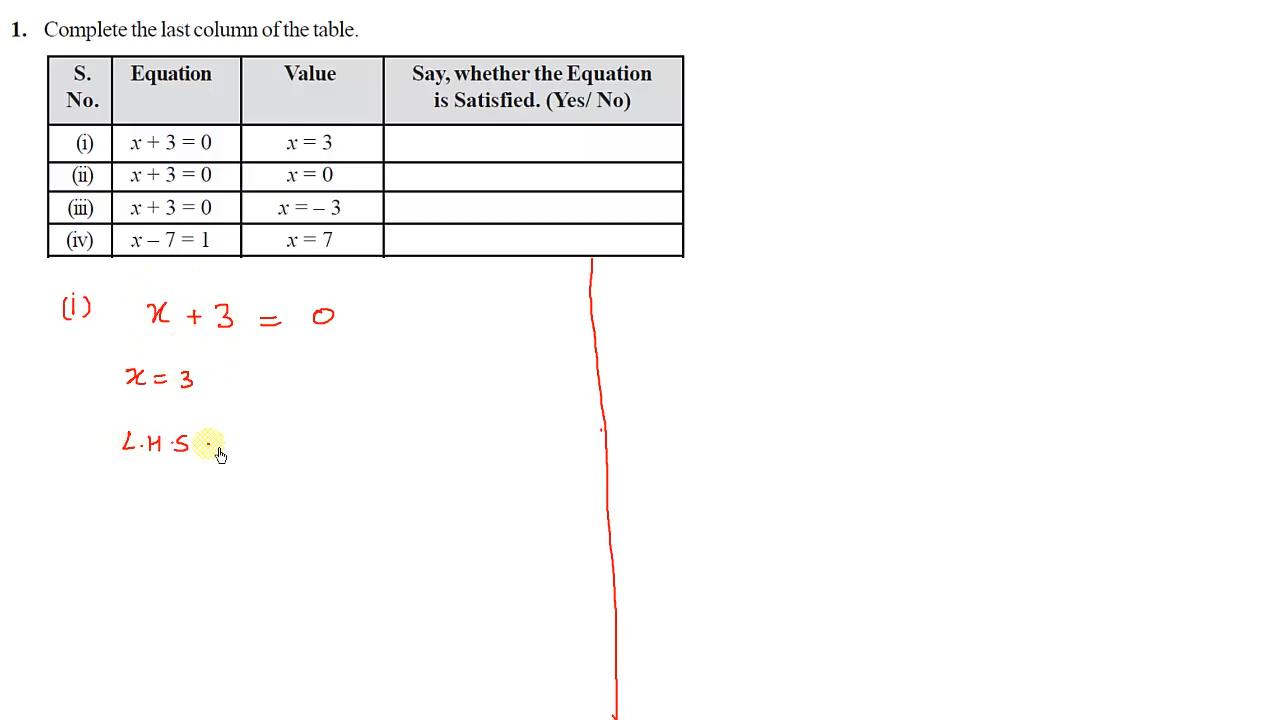 1. Complete the last column of the table.
S. No. Equation Value Say, whether the Equation is Satisfied. (Yes/ No)
(i) x + 3 = 0 x = 3
(ii) x + 3 = 0 x = 0
(iii) x + 3 = 0 x = – 3
(iv) x – 7 = 1 x = 7
(i) x + 3 = 0
x = 3
L.H.S